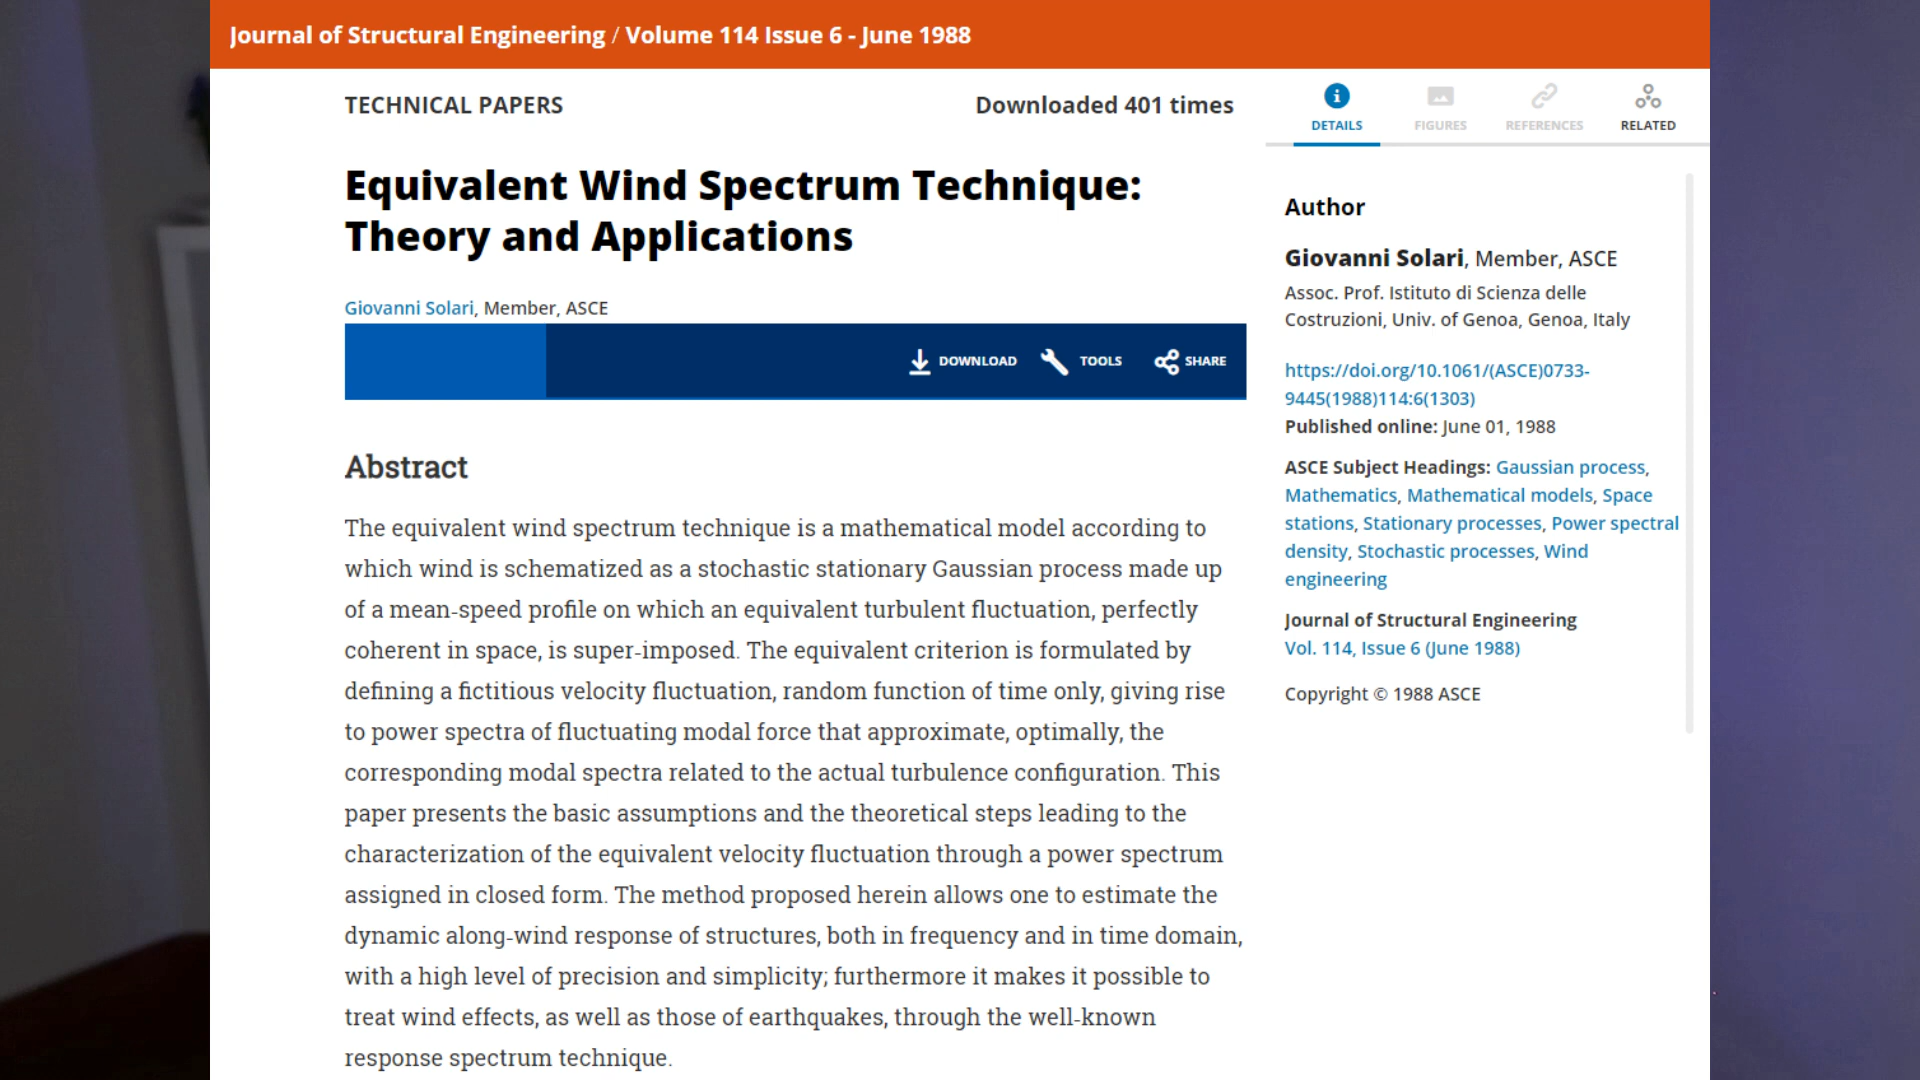 Journal of Structural Engineering / Volume 114 Issue 6 - June 1988
TECHNICAL PAPERS
Downloaded 401 times
Equivalent Wind Spectrum Technique:
Theory and Applications
Giovanni Solari, Member, ASCE
DOWNLOAD
TOOLS
SHARE
Abstract
The equivalent wind spectrum technique is a mathematical model according to
which wind is schematized as a stochastic stationary Gaussian process made up
of a mean-speed profile on which an equivalent turbulent fluctuation, perfectly
coherent in space, is super-imposed. The equivalent criterion is formulated by
defining a fictitious velocity fluctuation, random function of time only, giving rise
to power spectra of fluctuating modal force that approximate, optimally, the
corresponding modal spectra related to the actual turbulence configuration. This
paper presents the basic assumptions and the theoretical steps leading to the
characterization of the equivalent velocity fluctuation through a power spectrum
assigned in closed form. The method proposed herein allows one to estimate the
dynamic along-wind response of structures, both in frequency and in time domain,
with a high level of precision and simplicity; furthermore it makes it possible to
treat wind effects, as well as those of earthquakes, through the well-known
response spectrum technique.
DETAILS
FIGURES
REFERENCES
RELATED
Author
Giovanni Solari, Member, ASCE
Assoc. Prof. Istituto di Scienza delle
Costruzioni, Univ. of Genoa, Genoa, Italy
https://doi.org/10.1061/(ASCE)0733-
9445(1988)114:6(1303)
Published online: June 01, 1988
ASCE Subject Headings: Gaussian process,
Mathematics, Mathematical models, Space
stations, Stationary processes, Power spectral
density, Stochastic processes, Wind
engineering
Journal of Structural Engineering
Vol. 114, Issue 6 (June 1988)
Copyright © 1988 ASCE